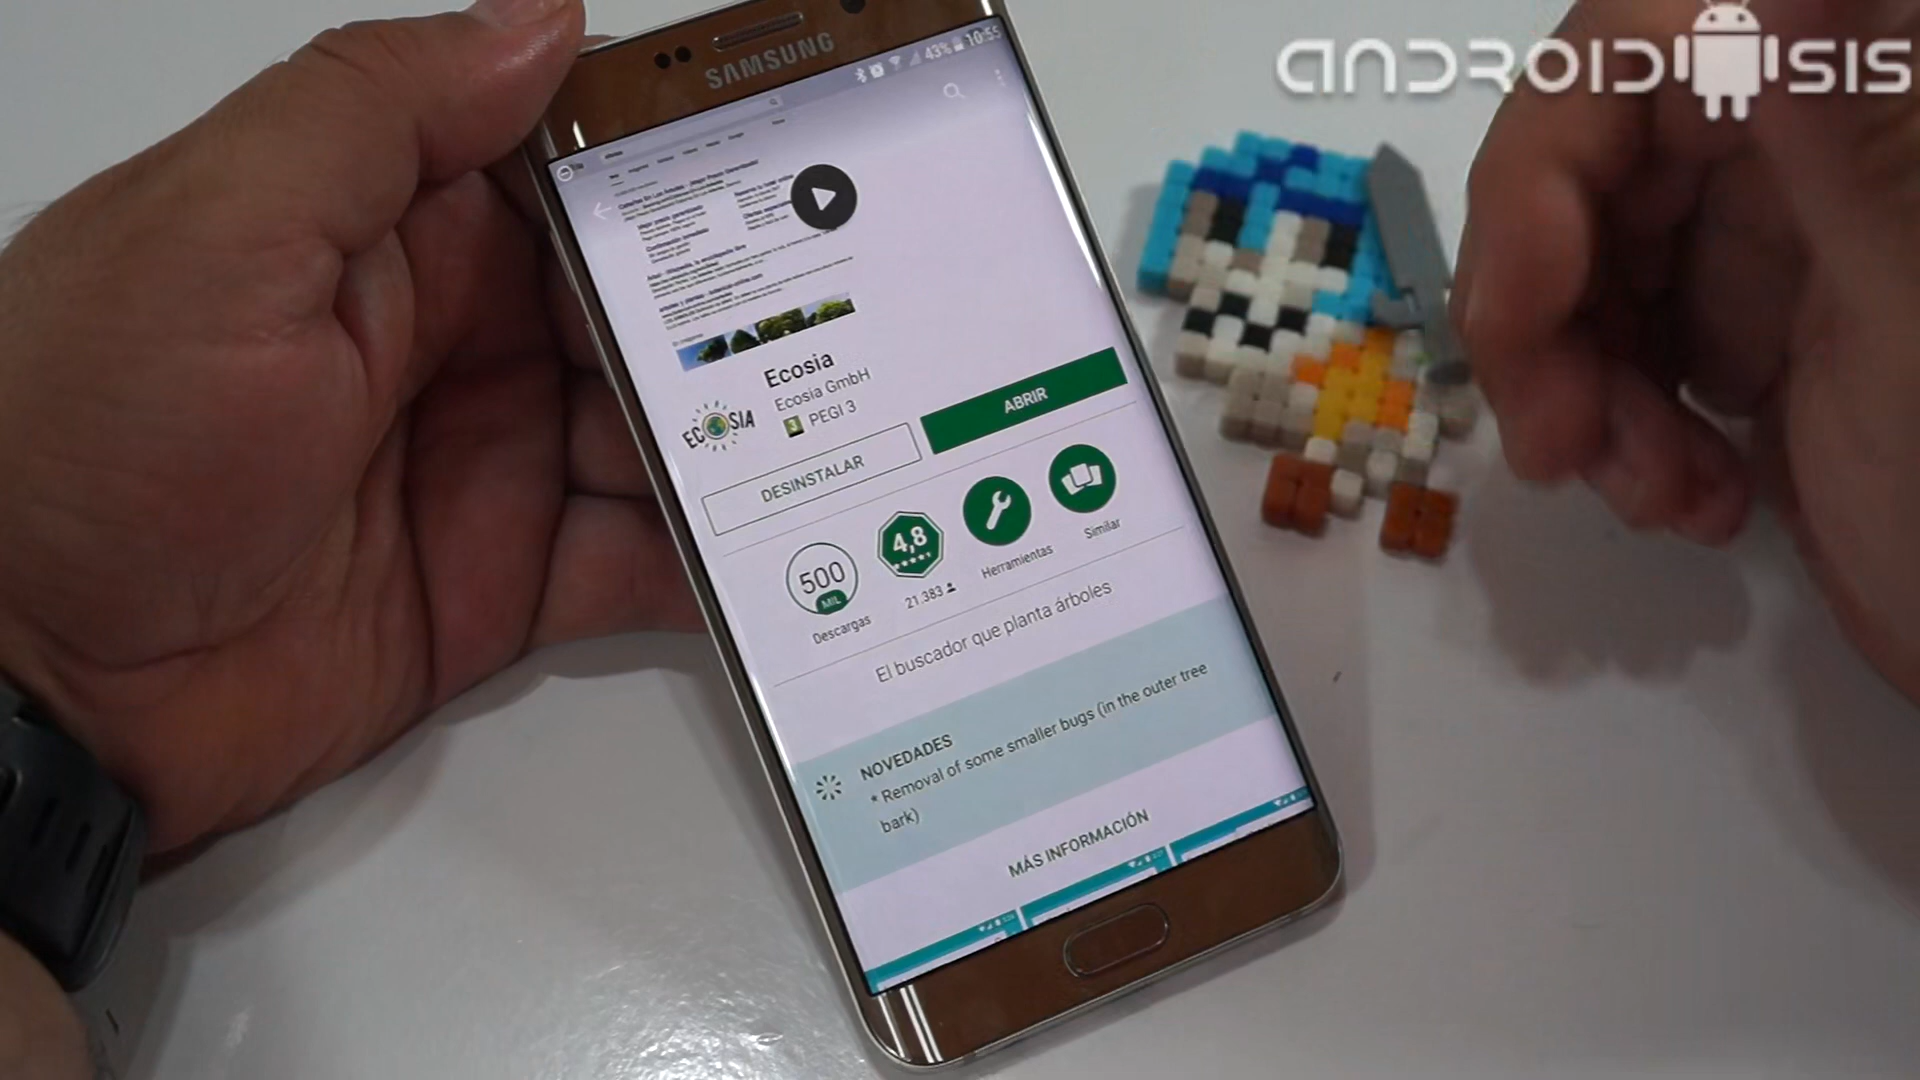 ANDROIDSIS
SAMSUNG
43% 10:55
Ecosia
Ecosia GmbH
3 PEGI 3
ECOSIA
DESINSTALAR
ABRIR
500
MIL
Descargas
4,8
21.383
Herramientas
Similar
El buscador que planta árboles
NOVEDADES
* Removal of some smaller bugs (in the outer tree
bark)
MÁS INFORMACIÓN